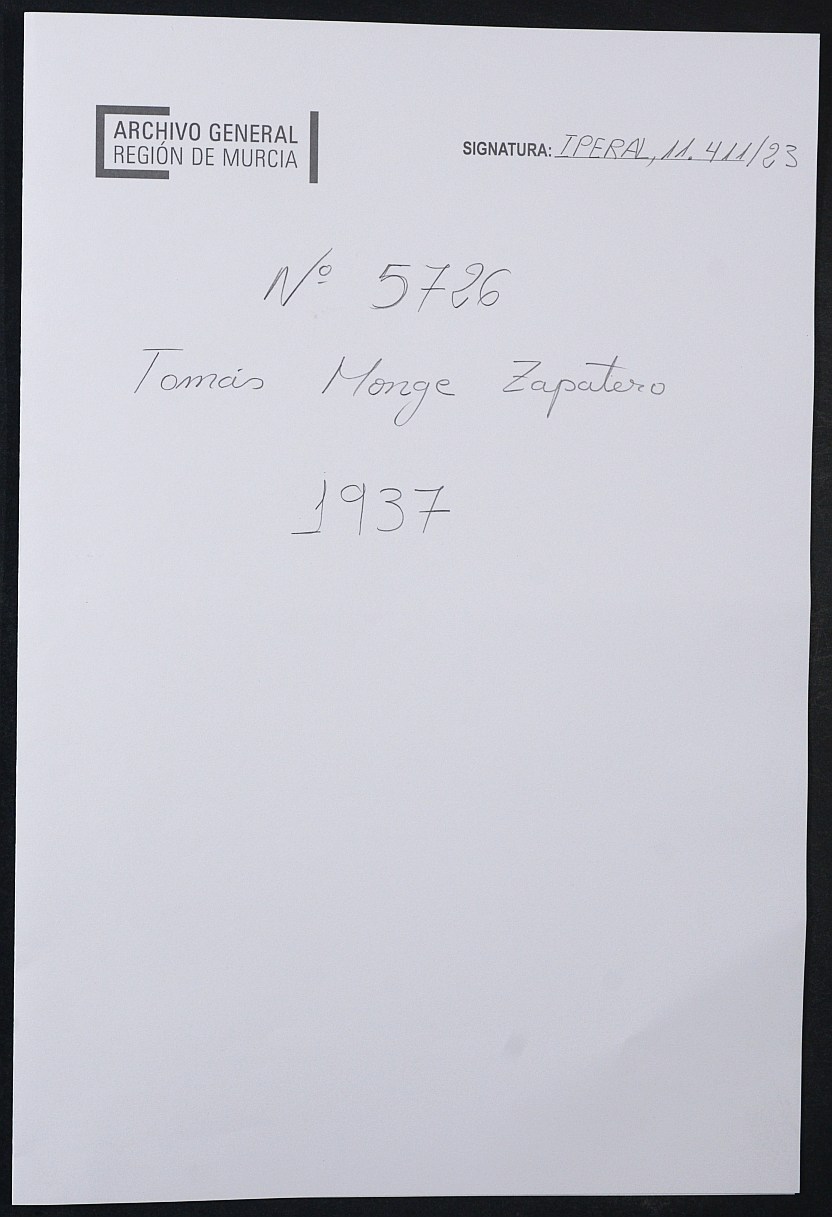 ARCHIVO GENERAL
REGIÓN DE MURCIA
SIGNATURA: IPERAL, 11.411/23
Nº 5726
Tomás Monge Zapatero
1937